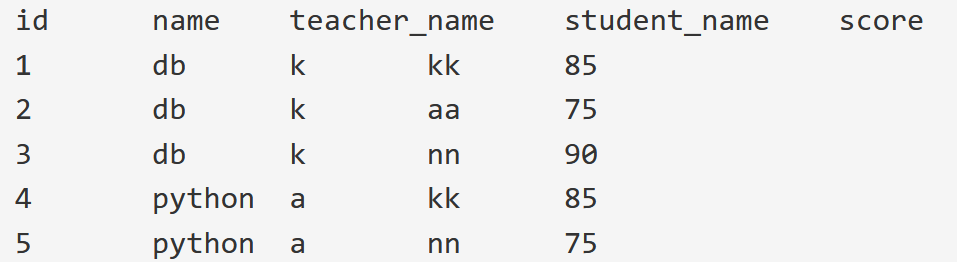 id name teacher_name student_name score
1 db k kk 85
2 db k aa 75
3 db k nn 90
4 python a kk 85
5 python a nn 75